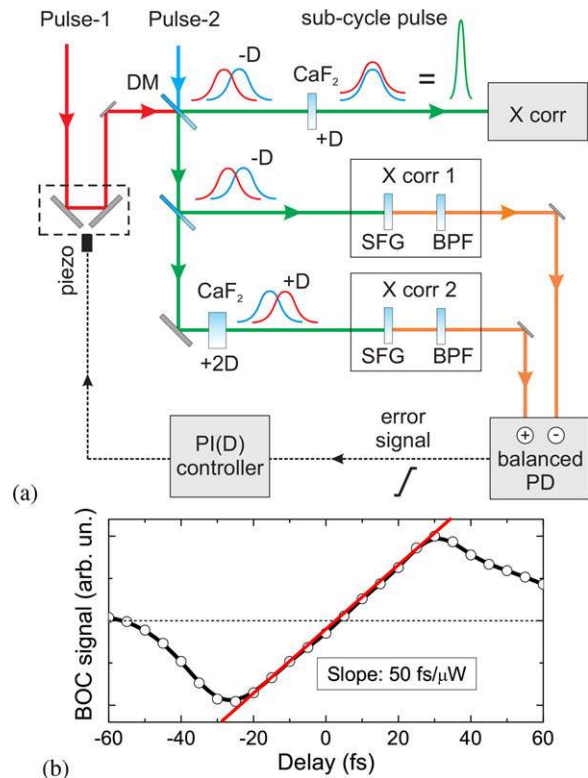 Pulse-1
Pulse-2
sub-cycle pulse
DM
-D
CaF₂
=
+D
X corr
-D
X corr 1
SFG
BPF
piezo
CaF₂
+D
+2D
X corr 2
SFG
BPF
PI(D)
controller
error
signal
+ -
balanced
PD
(a)
BOC signal (arb. un.)
Slope: 50 fs/μW
-60 -40 -20 0 20 40 60
Delay (fs)
(b)